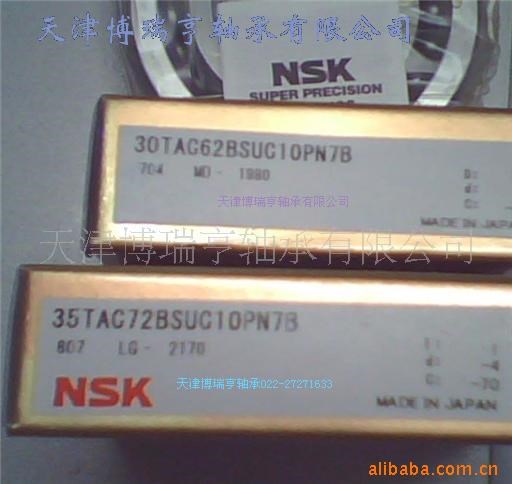 天津博瑞亨轴承有限公司
NSK
SUPER PRECISION
30TAC62BSUC10PN7B
704 MD - 1980
D:
d:
C: -
天津博瑞亨轴承有限公司
MADE IN JAPAN
天津博瑞亨轴承有限公司
35TAC72BSUC10PN7B
807 LG - 2170
-1
d: -4
C: -70
NSK
天津博瑞亨轴承022-27271633
MADE IN JAPAN
alibaba.com.cn